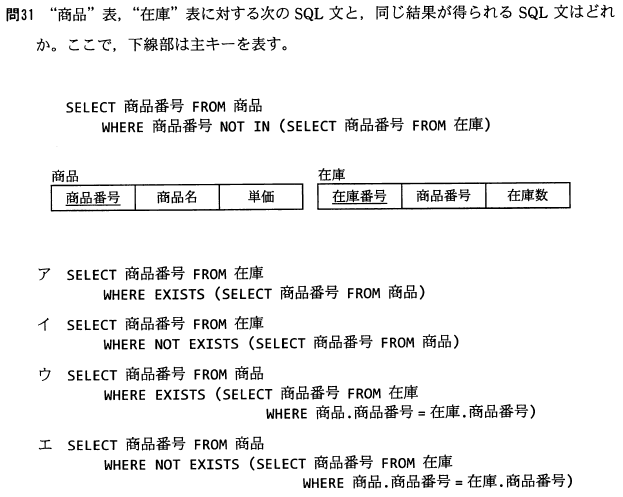 問31 “商品”表，“在庫”表に対する次の SQL 文と，同じ結果が得られる SQL 文はどれ
か。ここで，下線部は主キーを表す。
SELECT 商品番号 FROM 商品
WHERE 商品番号 NOT IN (SELECT 商品番号 FROM 在庫)
商品
商品番号 商品名 単価
在庫
在庫番号 商品番号 在庫数
ア SELECT 商品番号 FROM 在庫
WHERE EXISTS (SELECT 商品番号 FROM 商品)
イ SELECT 商品番号 FROM 在庫
WHERE NOT EXISTS (SELECT 商品番号 FROM 商品)
ウ SELECT 商品番号 FROM 商品
WHERE EXISTS (SELECT 商品番号 FROM 在庫
WHERE 商品.商品番号 = 在庫.商品番号)
エ SELECT 商品番号 FROM 商品
WHERE NOT EXISTS (SELECT 商品番号 FROM 在庫
WHERE 商品.商品番号 = 在庫.商品番号)